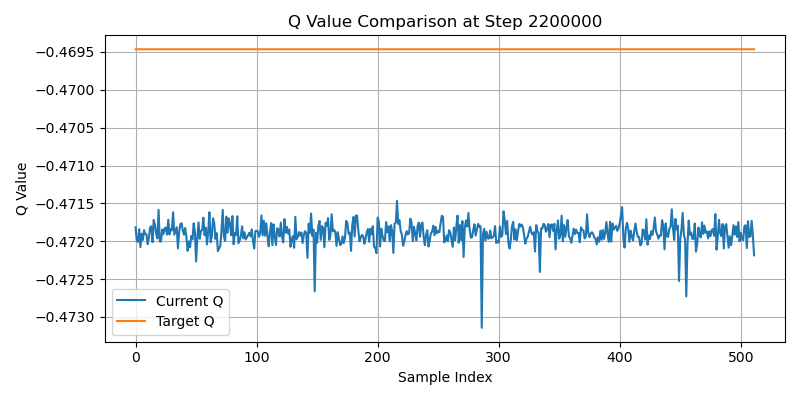 Q Value Comparison at Step 2200000
Q Value
−0.4695
−0.4700
−0.4705
−0.4710
−0.4715
−0.4720
−0.4725
−0.4730
Current Q
Target Q
0 100 200 300 400 500
Sample Index